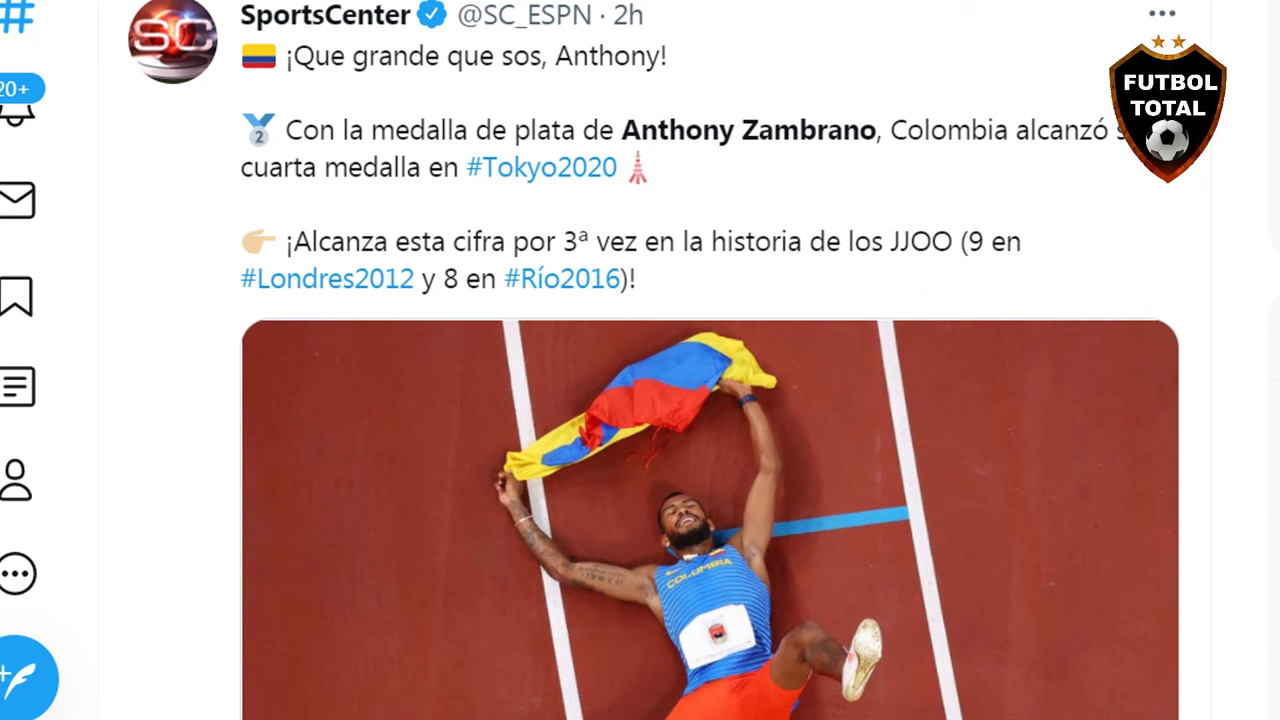 SportsCenter @SC_ESPN · 2h
¡Que grande que sos, Anthony!
Con la medalla de plata de Anthony Zambrano, Colombia alcanzó
cuarta medalla en #Tokyo2020
¡Alcanza esta cifra por 3ª vez en la historia de los JJOO (9 en
#Londres2012 y 8 en #Río2016)!
20+
SC
FUTBOL
TOTAL
2
COLOMBIA